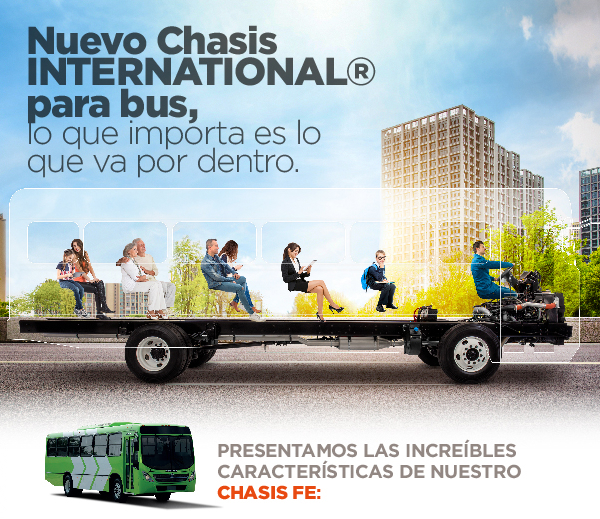 Nuevo Chasis
INTERNATIONAL®
para bus,
lo que importa es lo
que va por dentro.
PRESENTAMOS LAS INCREÍBLES
CARACTERÍSTICAS DE NUESTRO
CHASIS FE: